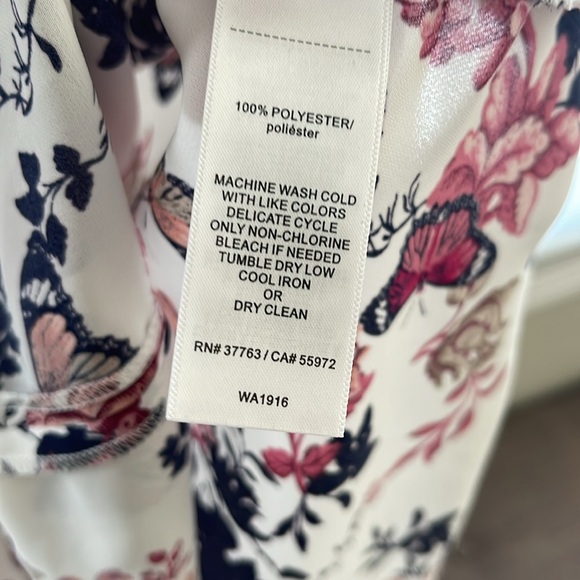 100% POLYESTER/
poliéster
MACHINE WASH COLD
WITH LIKE COLORS
DELICATE CYCLE
ONLY NON-CHLORINE
BLEACH IF NEEDED
TUMBLE DRY LOW
COOL IRON
OR
DRY CLEAN
RN# 37763 / CA# 55972
WA1916